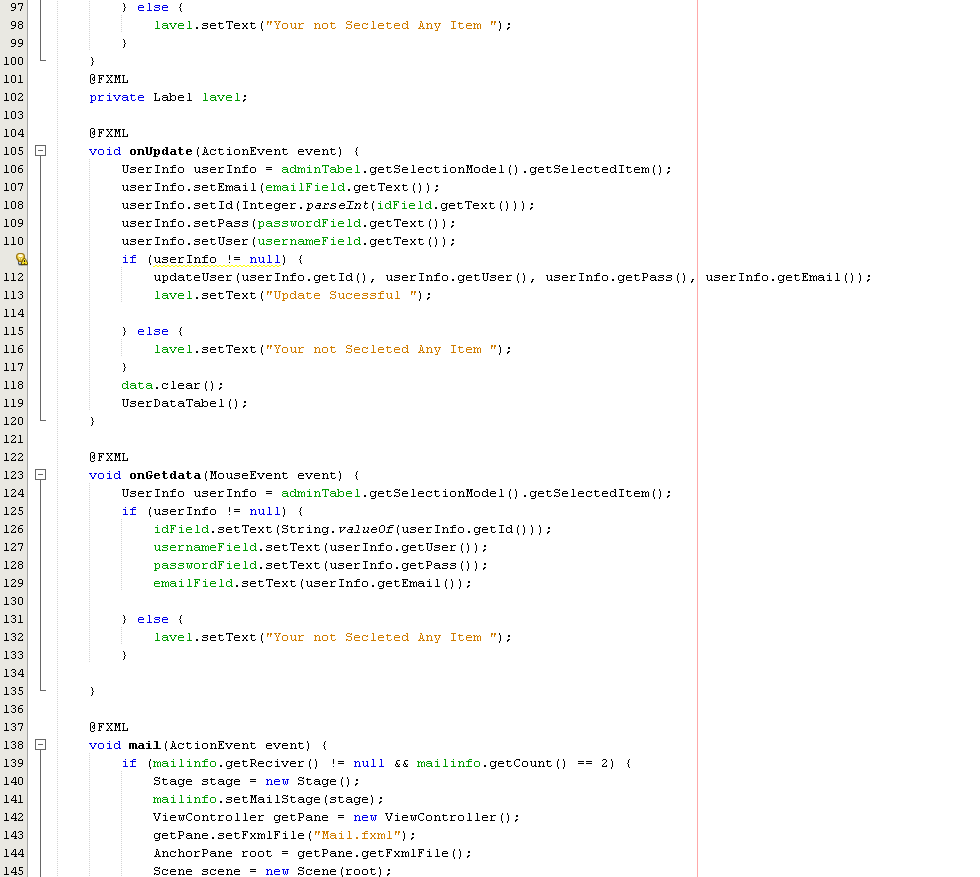 97 } else {
98 lavel.setText("Your not Secleted Any Item ");
99 }
100 }
101 @FXML
102 private Label lavel;
103
104 @FXML
105 void onUpdate(ActionEvent event) {
106 UserInfo userInfo = adminTabel.getSelectionModel().getSelectedItem();
107 userInfo.setEmail(emailField.getText());
108 userInfo.setId(Integer.parseInt(idField.getText()));
109 userInfo.setPass(passwordField.getText());
110 userInfo.setUser(usernameField.getText());
if (userInfo != null) {
112 updateUser(userInfo.getId(), userInfo.getUser(), userInfo.getPass(), userInfo.getEmail());
113 lavel.setText("Update Sucessful ");
114
115 } else {
116 lavel.setText("Your not Secleted Any Item ");
117 }
118 data.clear();
119 UserDataTabel();
120 }
121
122 @FXML
123 void onGetdata(MouseEvent event) {
124 UserInfo userInfo = adminTabel.getSelectionModel().getSelectedItem();
125 if (userInfo != null) {
126 idField.setText(String.valueOf(userInfo.getId()));
127 usernameField.setText(userInfo.getUser());
128 passwordField.setText(userInfo.getPass());
129 emailField.setText(userInfo.getEmail());
130
131 } else {
132 lavel.setText("Your not Secleted Any Item ");
133 }
134
135 }
136
137 @FXML
138 void mail(ActionEvent event) {
139 if (mailinfo.getReciver() != null && mailinfo.getCount() == 2) {
140 Stage stage = new Stage();
141 mailinfo.setMailStage(stage);
142 ViewController getPane = new ViewController();
143 getPane.setFxmlFile("Mail.fxml");
144 AnchorPane root = getPane.getFxmlFile();
145 Scene scene = new Scene(root);